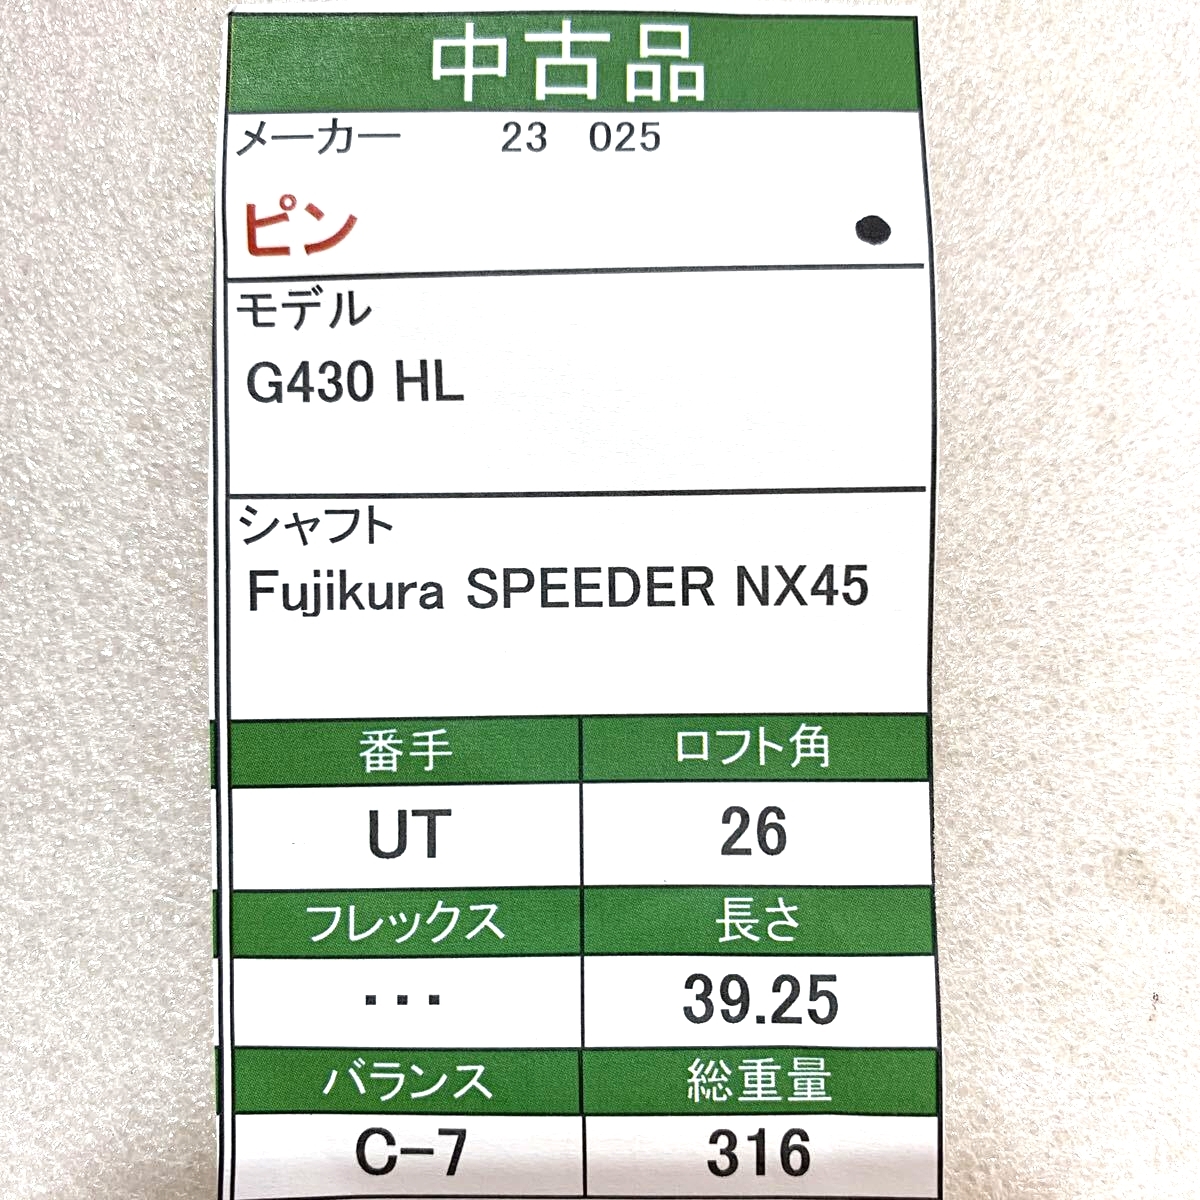 中古品
メーカー 23 025
ピン
モデル
G430 HL
シャフト
Fujikura SPEEDER NX45
番手 ロフト角
UT 26
フレックス 長さ
・・・ 39.25
バランス 総重量
C-7 316